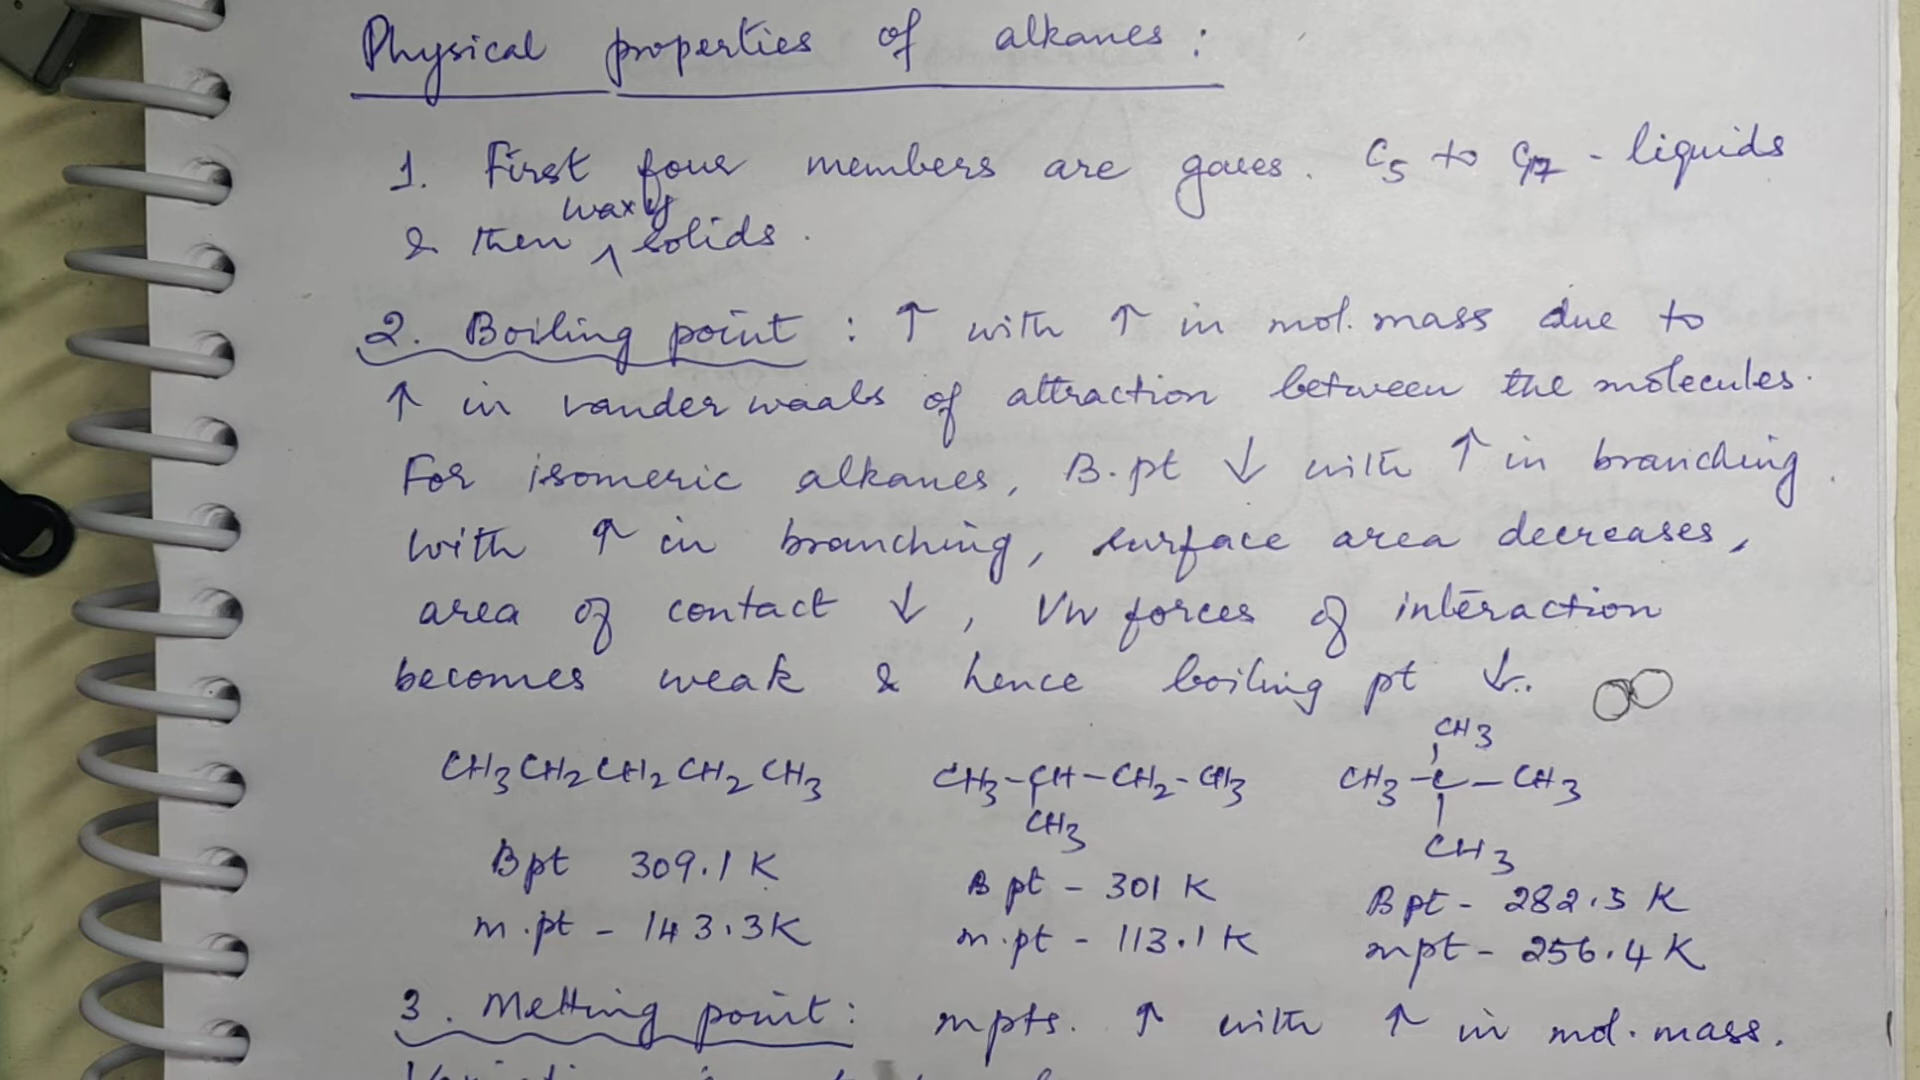 Physical properties of alkanes :
1. First four members are gases. C5 to C17 - liquids
waxy
& then ^ solids.
2. Boiling point : ↑ with ↑ in mol. mass due to
↑ in vander waals of attraction between the molecules.
For isomeric alkanes, B.pt ↓ with ↑ in branching.
With ↑ in branching, surface area decreases,
area of contact ↓, VW forces of interaction
becomes weak & hence boiling pt ↓.
CH3
CH3CH2CH2CH2CH3 CH3-CH-CH2-CH3 CH3-C-CH3
CH3 CH3
Bpt 309.1 K B pt - 301 K Bpt - 282.5 K
m.pt - 143.3K m.pt - 113.1 K mpt - 256.4 K
3. Melting point: mpts. ↑ with ↑ in mol. mass.